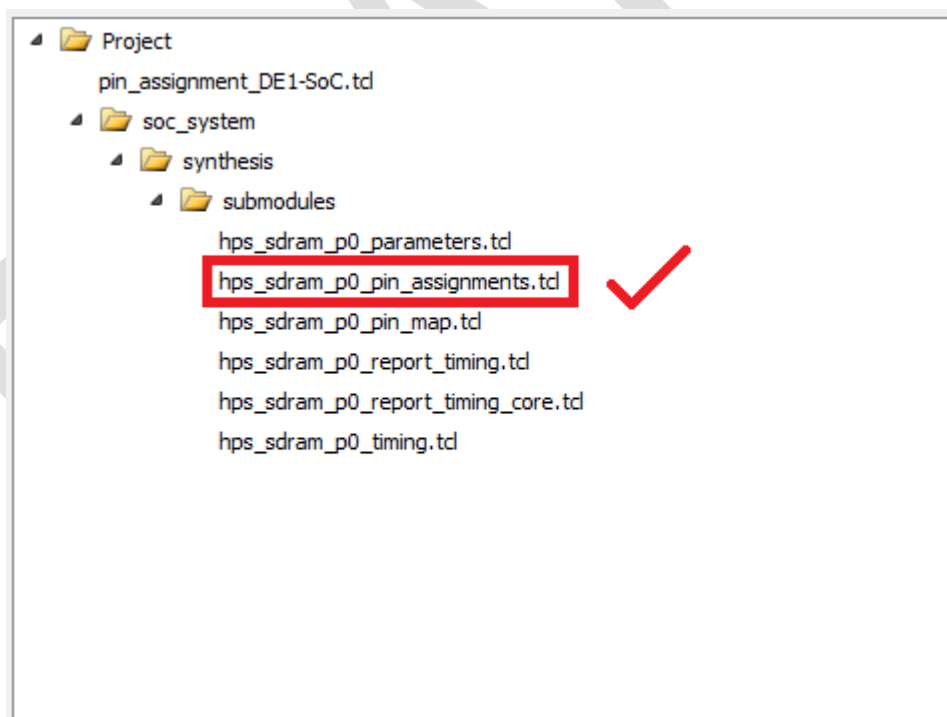 Project
pin_assignment_DE1-SoC.tcl
soc_system
synthesis
submodules
hps_sdram_p0_parameters.tcl
hps_sdram_p0_pin_assignments.tcl
hps_sdram_p0_pin_map.tcl
hps_sdram_p0_report_timing.tcl
hps_sdram_p0_report_timing_core.tcl
hps_sdram_p0_timing.tcl